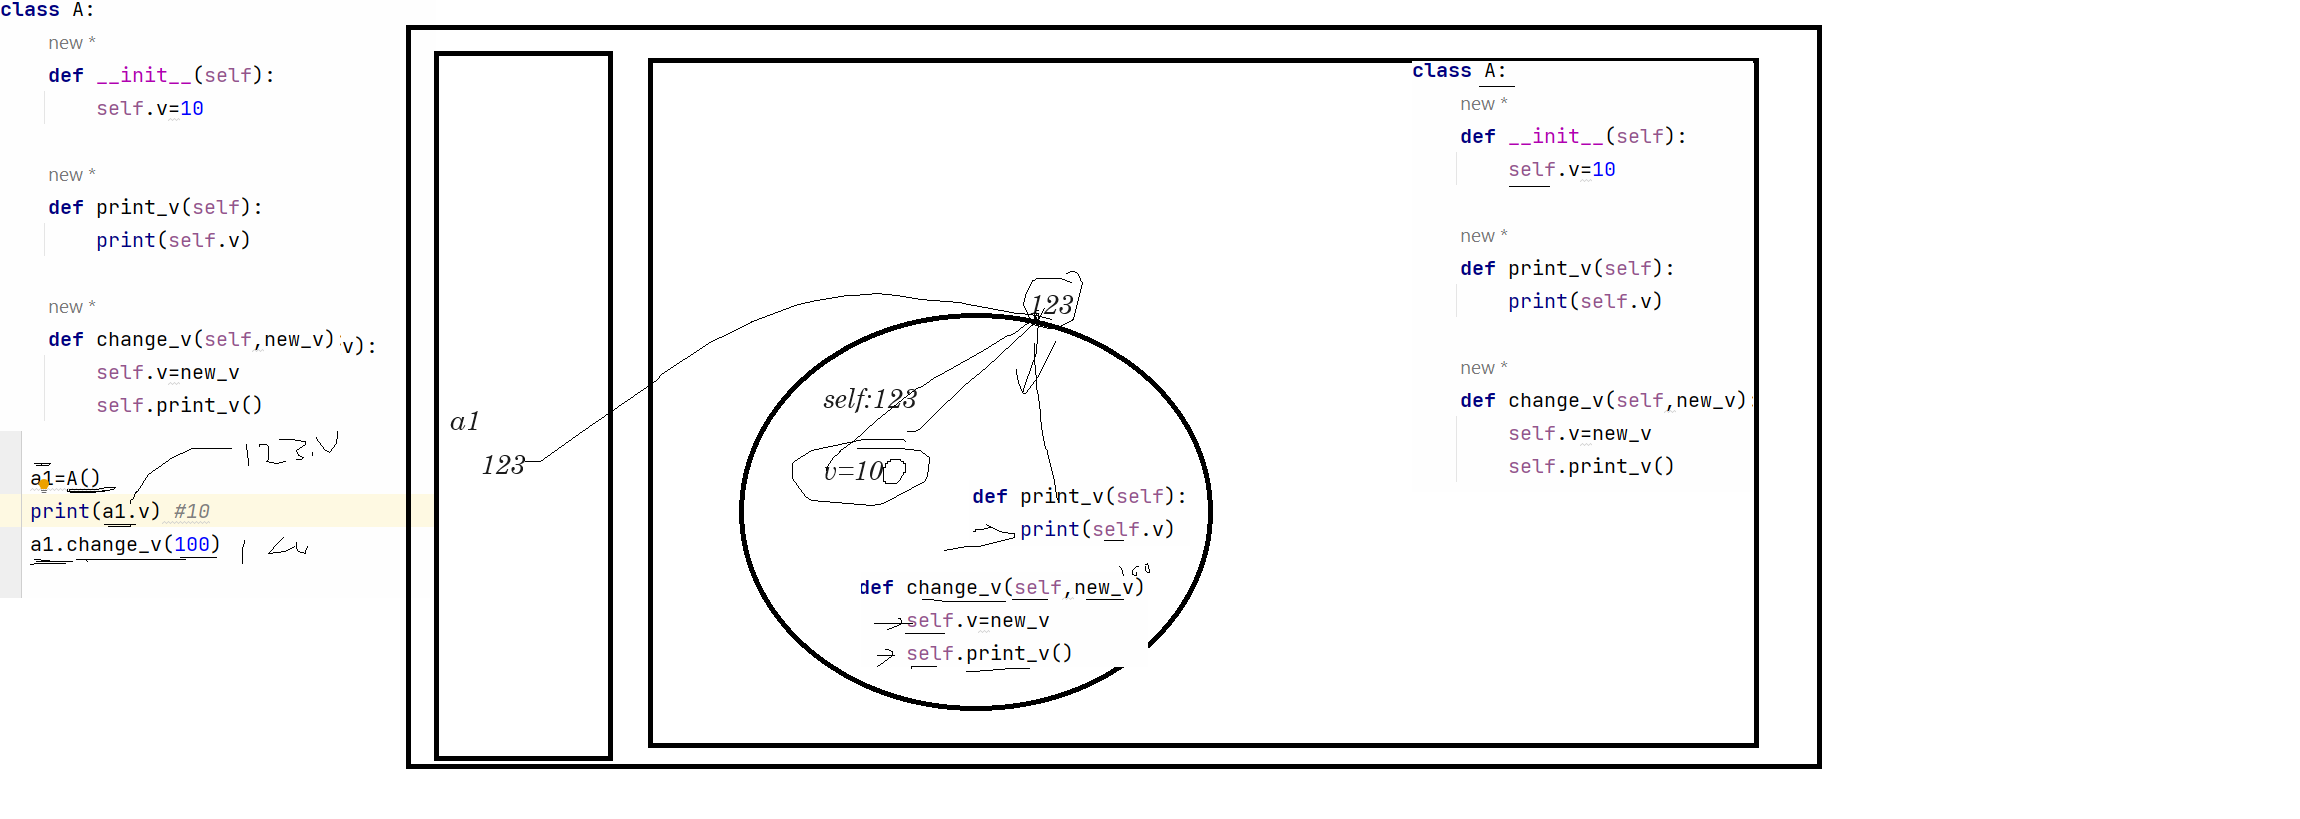 class A:
new *
def __init__(self):
self.v=10
new *
def print_v(self):
print(self.v)
new *
def change_v(self,new_v):
v):
self.v=new_v
self.print_v()
123.v
a1=A()
print(a1.v) #10
a1.change_v(100)
a1
123
123
self:123
v=100
def print_v(self):
print(self.v)
100
def change_v(self,new_v)
self.v=new_v
self.print_v()
class A:
new *
def __init__(self):
self.v=10
new *
def print_v(self):
print(self.v)
new *
def change_v(self,new_v):
self.v=new_v
self.print_v()